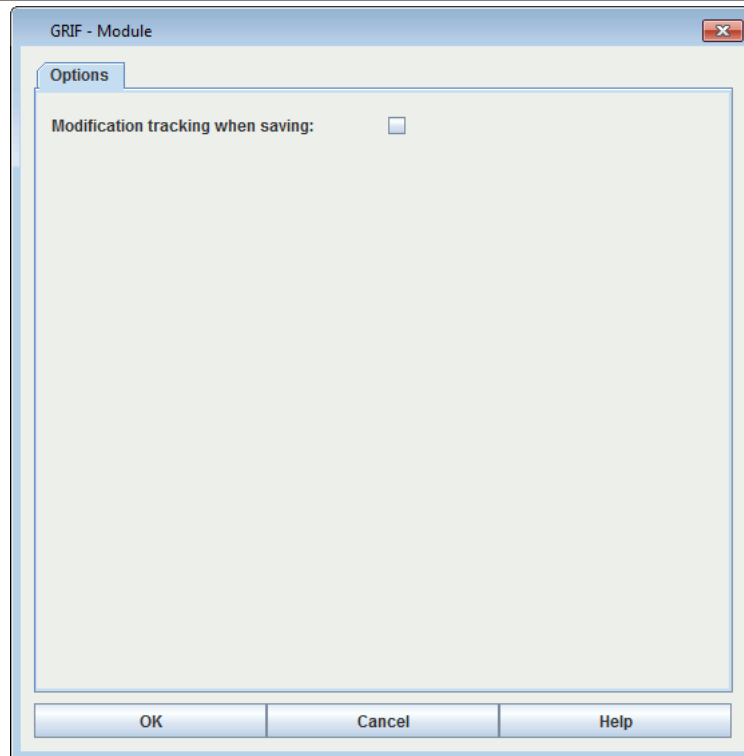 GRIF - Module
Options
Modification tracking when saving:
OK Cancel Help